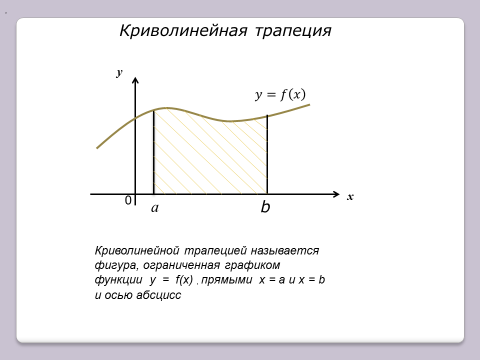 Криволинейная трапеция
y
y = f(x)
0
a
b
x
Криволинейной трапецией называется
фигура, ограниченная графиком
функции y = f(x) , прямыми x = a и x = b
и осью абсцисс